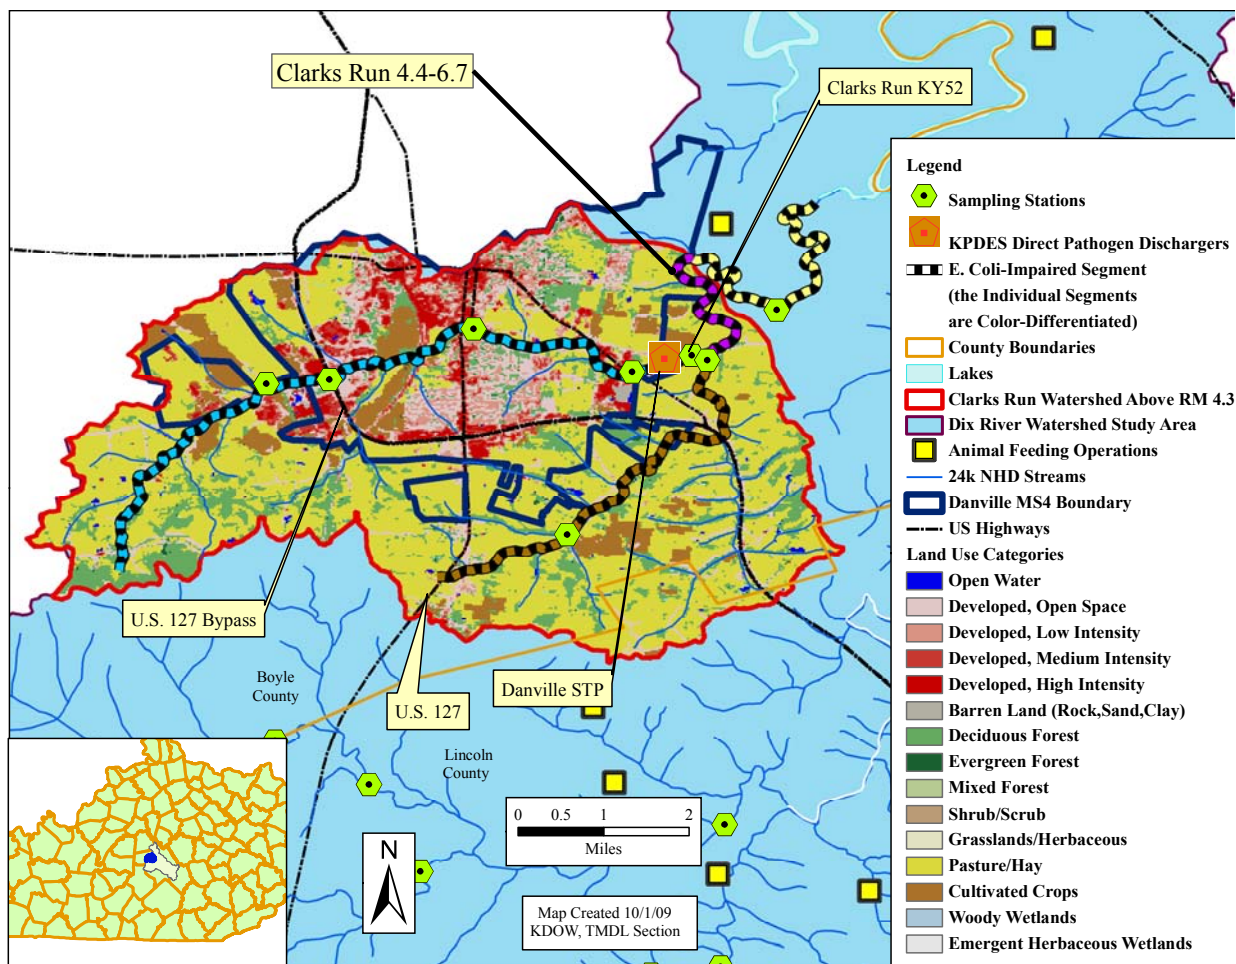 Clarks Run 4.4-6.7
Clarks Run KY52
U.S. 127 Bypass
U.S. 127
Danville STP
Boyle
County
Lincoln
County
0 0.5 1 2
Miles
N
Map Created 10/1/09
KDOW, TMDL Section
Legend
Sampling Stations
KPDES Direct Pathogen Dischargers
E. Coli-Impaired Segment
(the Individual Segments
are Color-Differentiated)
County Boundaries
Lakes
Clarks Run Watershed Above RM 4.3
Dix River Watershed Study Area
Animal Feeding Operations
24k NHD Streams
Danville MS4 Boundary
US Highways
Land Use Categories
Open Water
Developed, Open Space
Developed, Low Intensity
Developed, Medium Intensity
Developed, High Intensity
Barren Land (Rock,Sand,Clay)
Deciduous Forest
Evergreen Forest
Mixed Forest
Shrub/Scrub
Grasslands/Herbaceous
Pasture/Hay
Cultivated Crops
Woody Wetlands
Emergent Herbaceous Wetlands